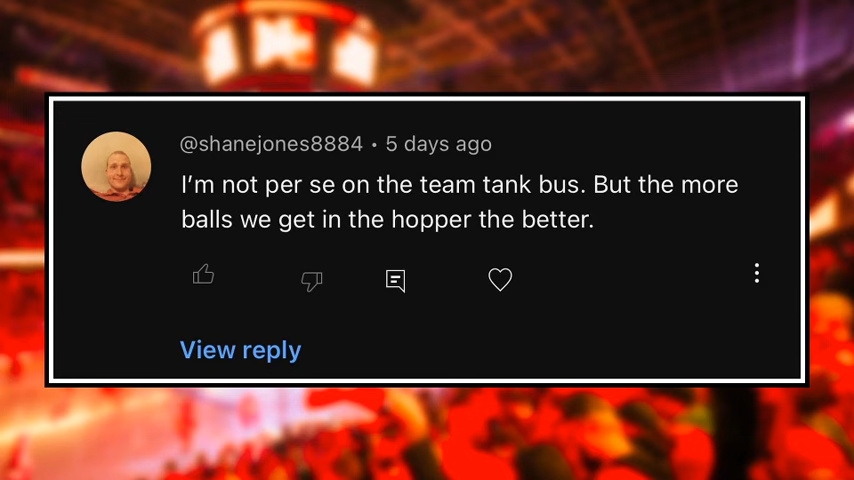 @shanejones8884 • 5 days ago
I’m not per se on the team tank bus. But the more
balls we get in the hopper the better.
View reply